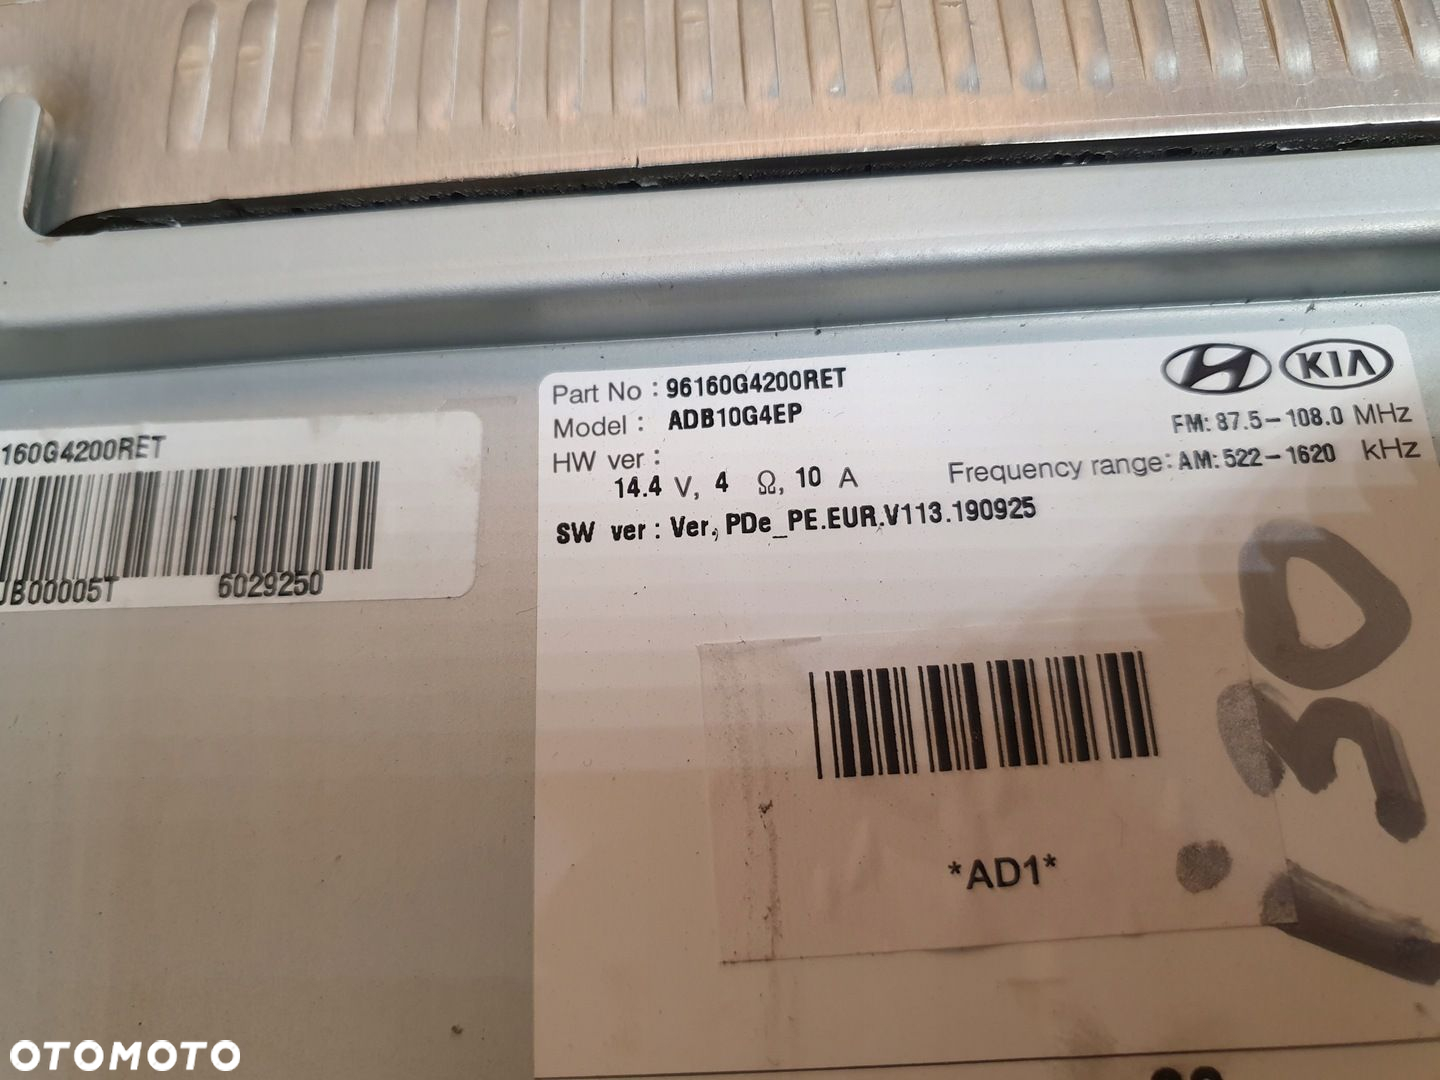 160G4200RET
JB00005T 6029250
Part No : 96160G4200RET
Model : ADB10G4EP
HW ver :
14.4 V, 4 Ω, 10 A
SW ver : Ver, PDe_PE.EUR.V113.190925
KIA
FM: 87.5-108.0 MHz
Frequency range: AM: 522-1620 kHz
*AD1*
i30
OTOMOTO